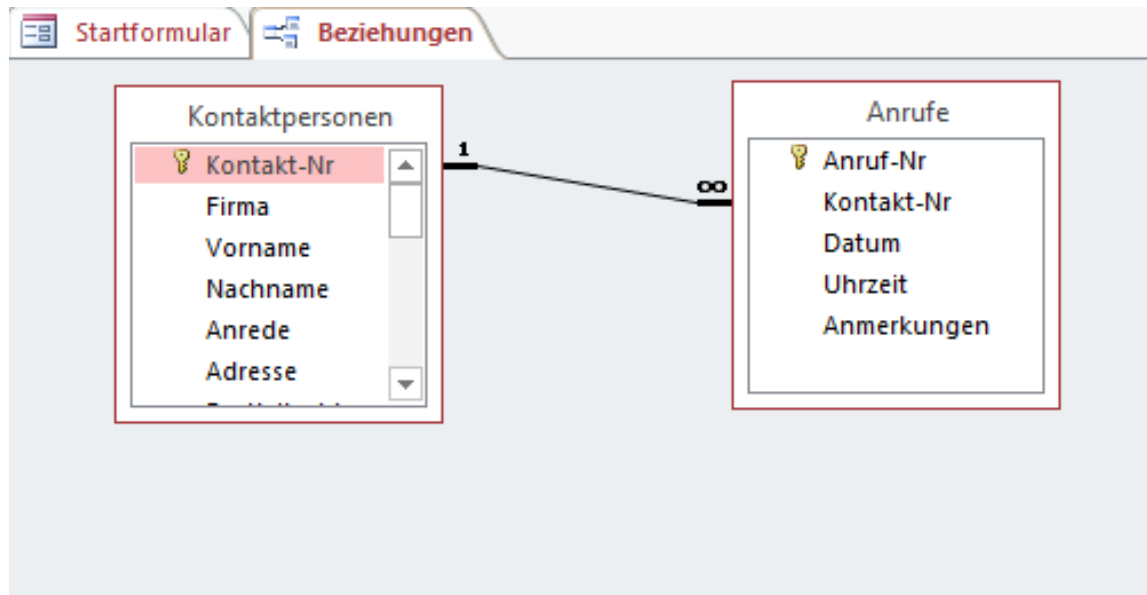 Startformular
Beziehungen
Kontaktpersonen
Kontakt-Nr
Firma
Vorname
Nachname
Anrede
Adresse
1
∞
Anrufe
Anruf-Nr
Kontakt-Nr
Datum
Uhrzeit
Anmerkungen